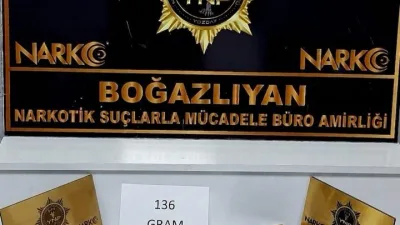 NARKO
NARKO
BOĞAZLIYAN
NARKOTİK SUÇLARLA MÜCADELE BÜRO AMİRLİĞİ
136
GRAM